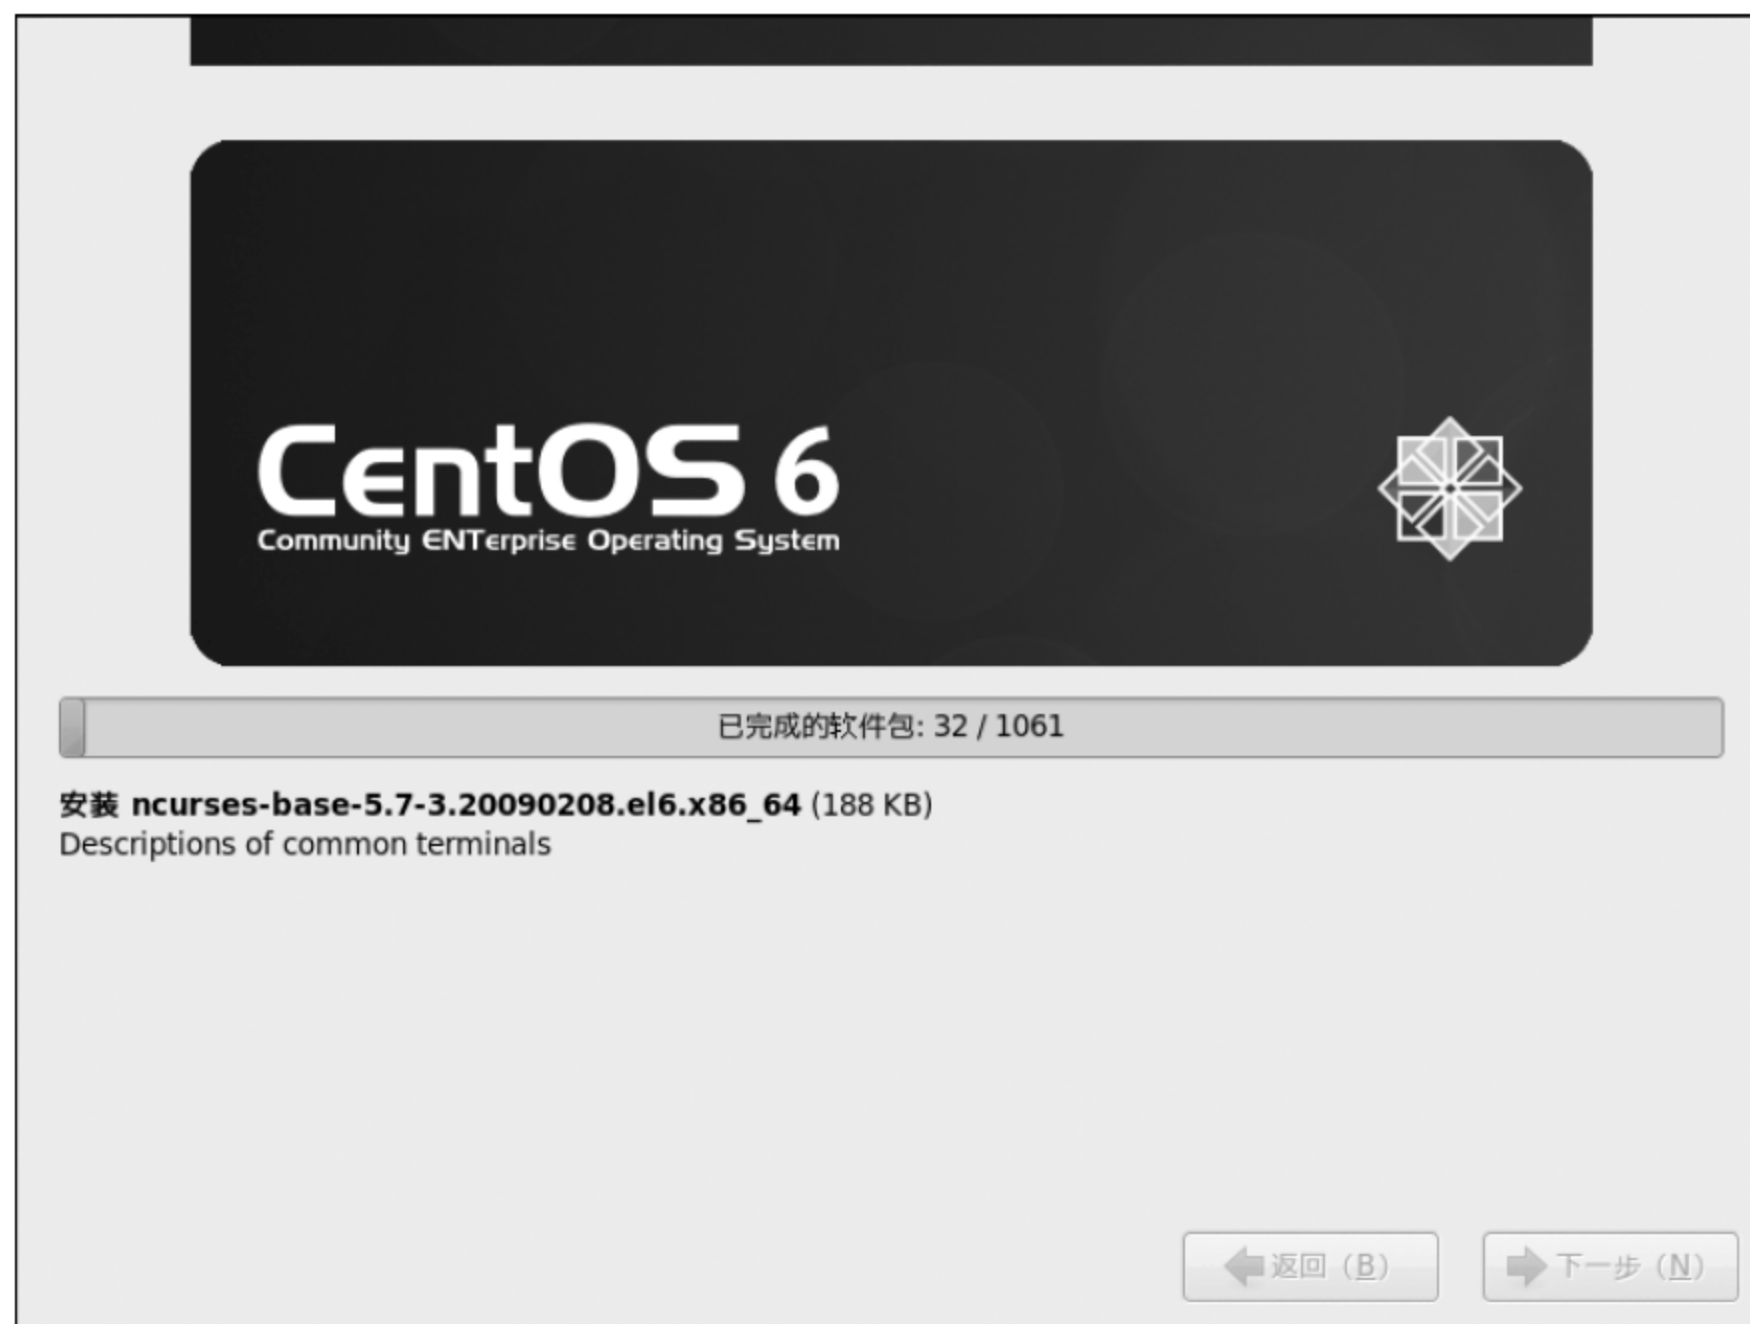 CentOS 6
Community ENTerprise Operating System
已完成的软件包: 32 / 1061
安装 ncurses-base-5.7-3.20090208.el6.x86_64 (188 KB)
Descriptions of common terminals
返回（B）
下一步（N）